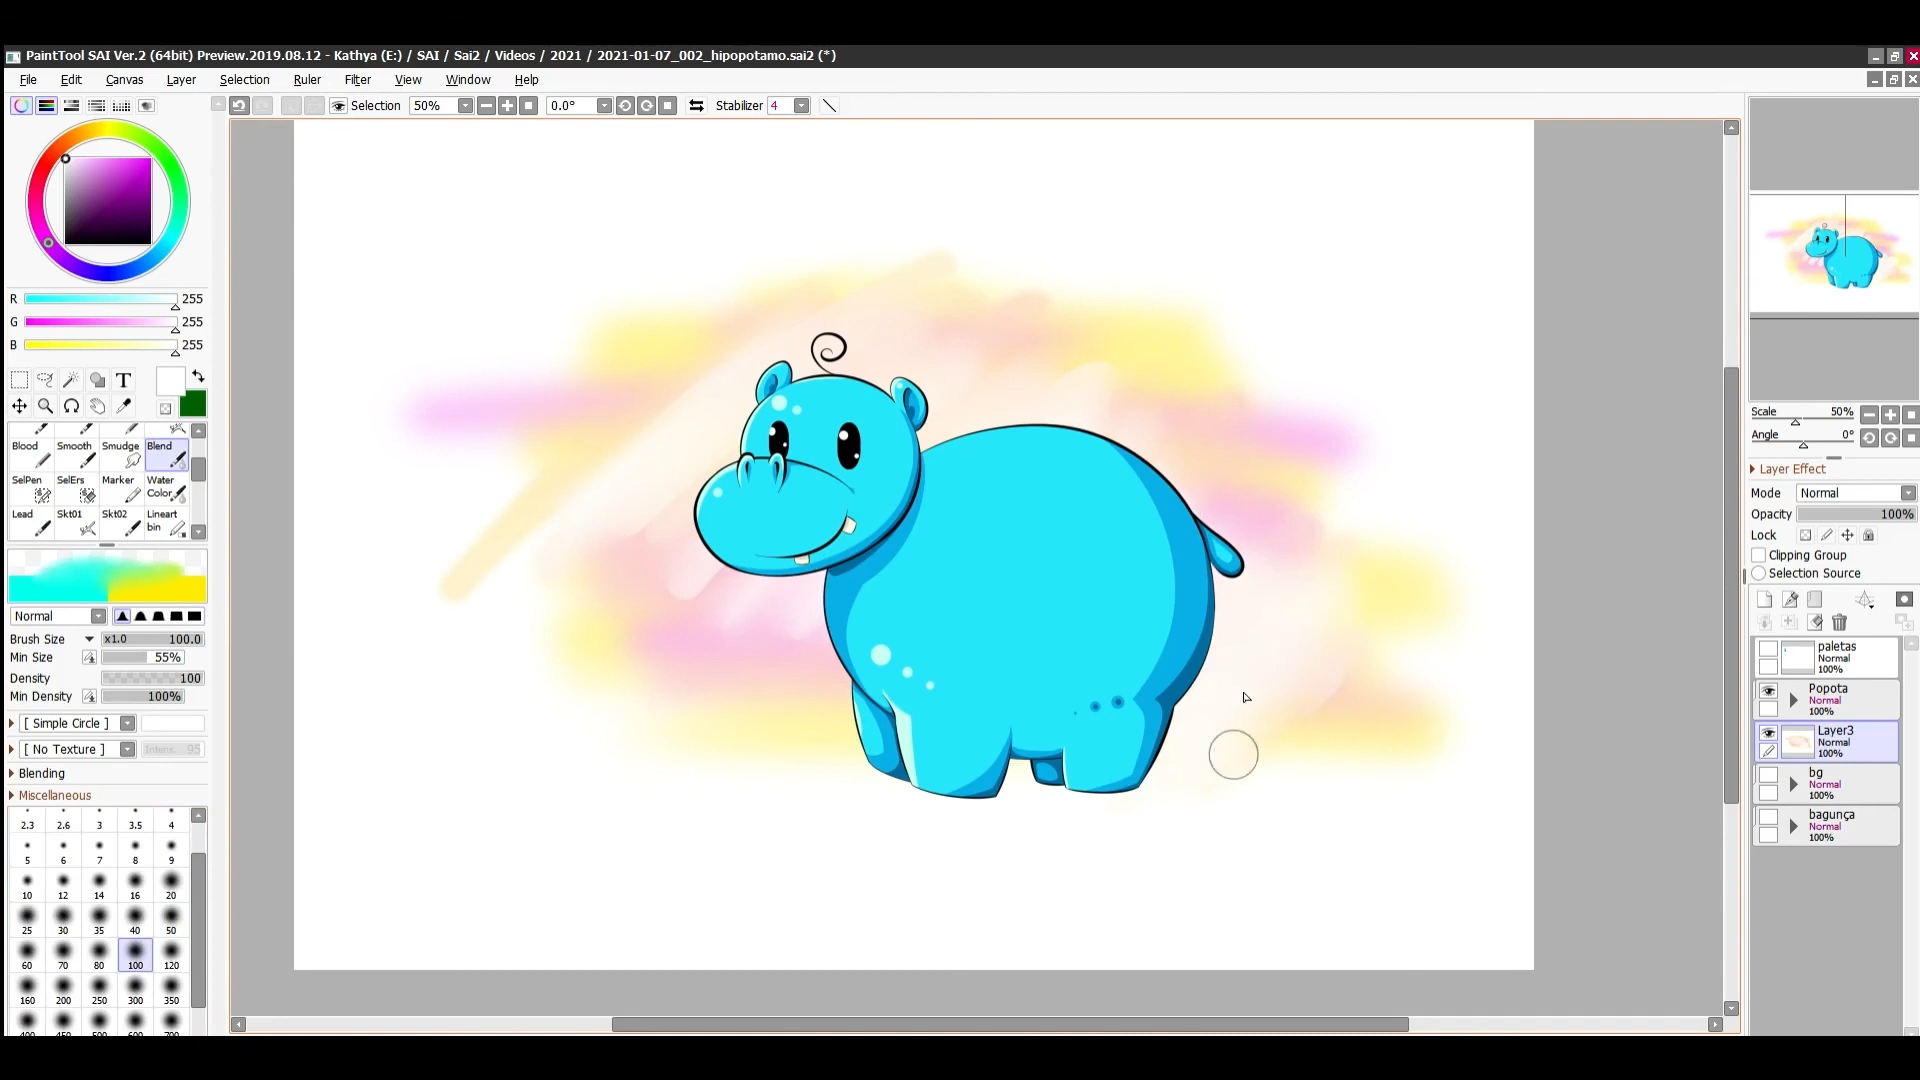 PaintTool SAI Ver.2 (64bit) Preview.2019.08.12 - Kathya (E:) / SAI / Sai2 / Videos / 2021 / 2021-01-07_002_hipopotamo.sai2 (*)
File Edit Canvas Layer Selection Ruler Filter View Window Help
Selection 50% 0.0° Stabilizer 4
R 255
G 255
B 255
T
Blood Smooth Smudge Blend
SelPen SelErs Marker Water Color
Lead Skt01 Skt02 Lineart bin
Normal
Brush Size x1.0 100.0
Min Size 55%
Density 100
Min Density 100%
[ Simple Circle ]
[ No Texture ] Intens. 95
Blending
Miscellaneous
2.3 2.6 3 3.5 4
5 6 7 8 9
10 12 14 16 20
25 30 35 40 50
60 70 80 100 120
160 200 250 300 350
Scale 50%
Angle 0°
Layer Effect
Mode Normal
Opacity 100%
Lock
Clipping Group
Selection Source
paletas
Normal
100%
Popota
Normal
100%
Layer3
Normal
100%
bg
Normal
100%
bagunça
Normal
100%